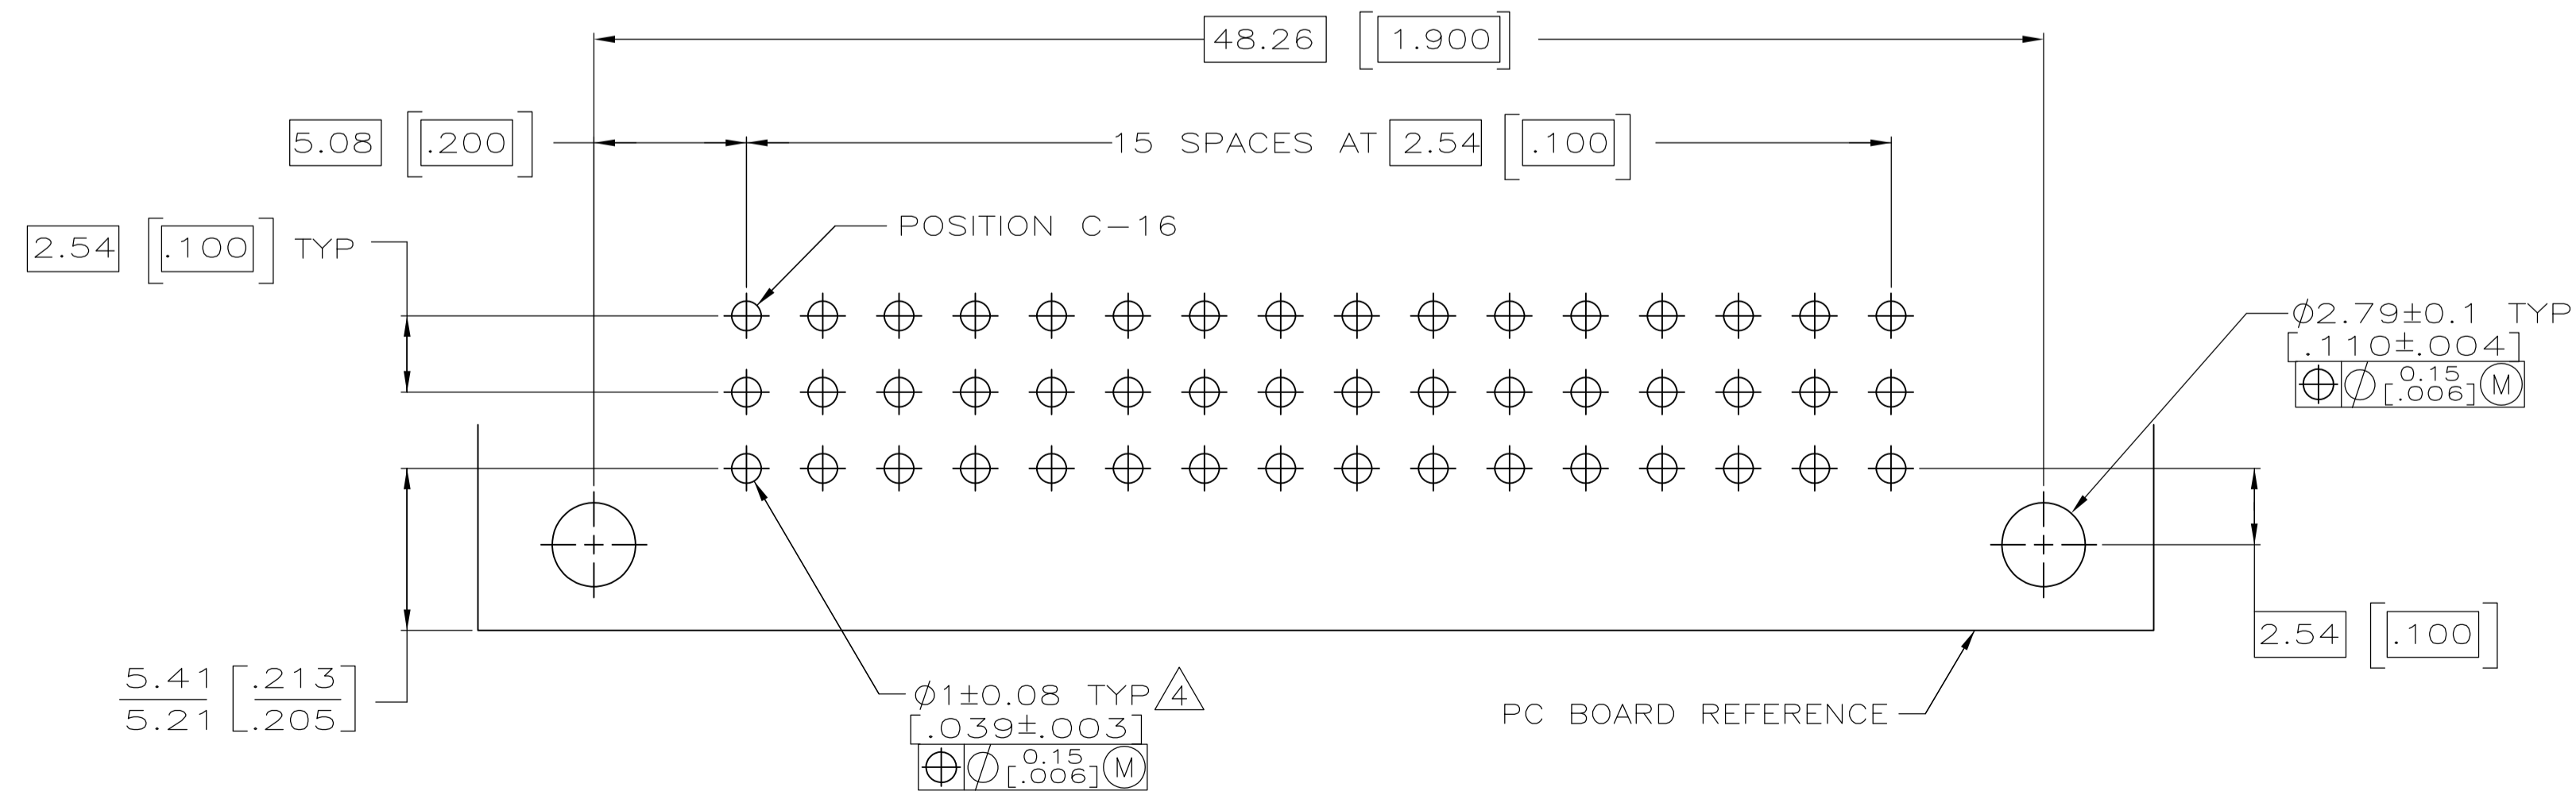 48.26 [1.900]
5.08 [.200]
15 SPACES AT 2.54 [.100]
POSITION C-16
2.54 [.100] TYP
Ø2.79±0.1 TYP
[.110±.004]
⌖ Ø 0.15 [.006] Ⓜ
2.54 [.100]
5.41 [.213]
5.21 [.205]
Ø1±0.08 TYP 4
[.039±.003]
⌖ Ø 0.15 [.006] Ⓜ
PC BOARD REFERENCE